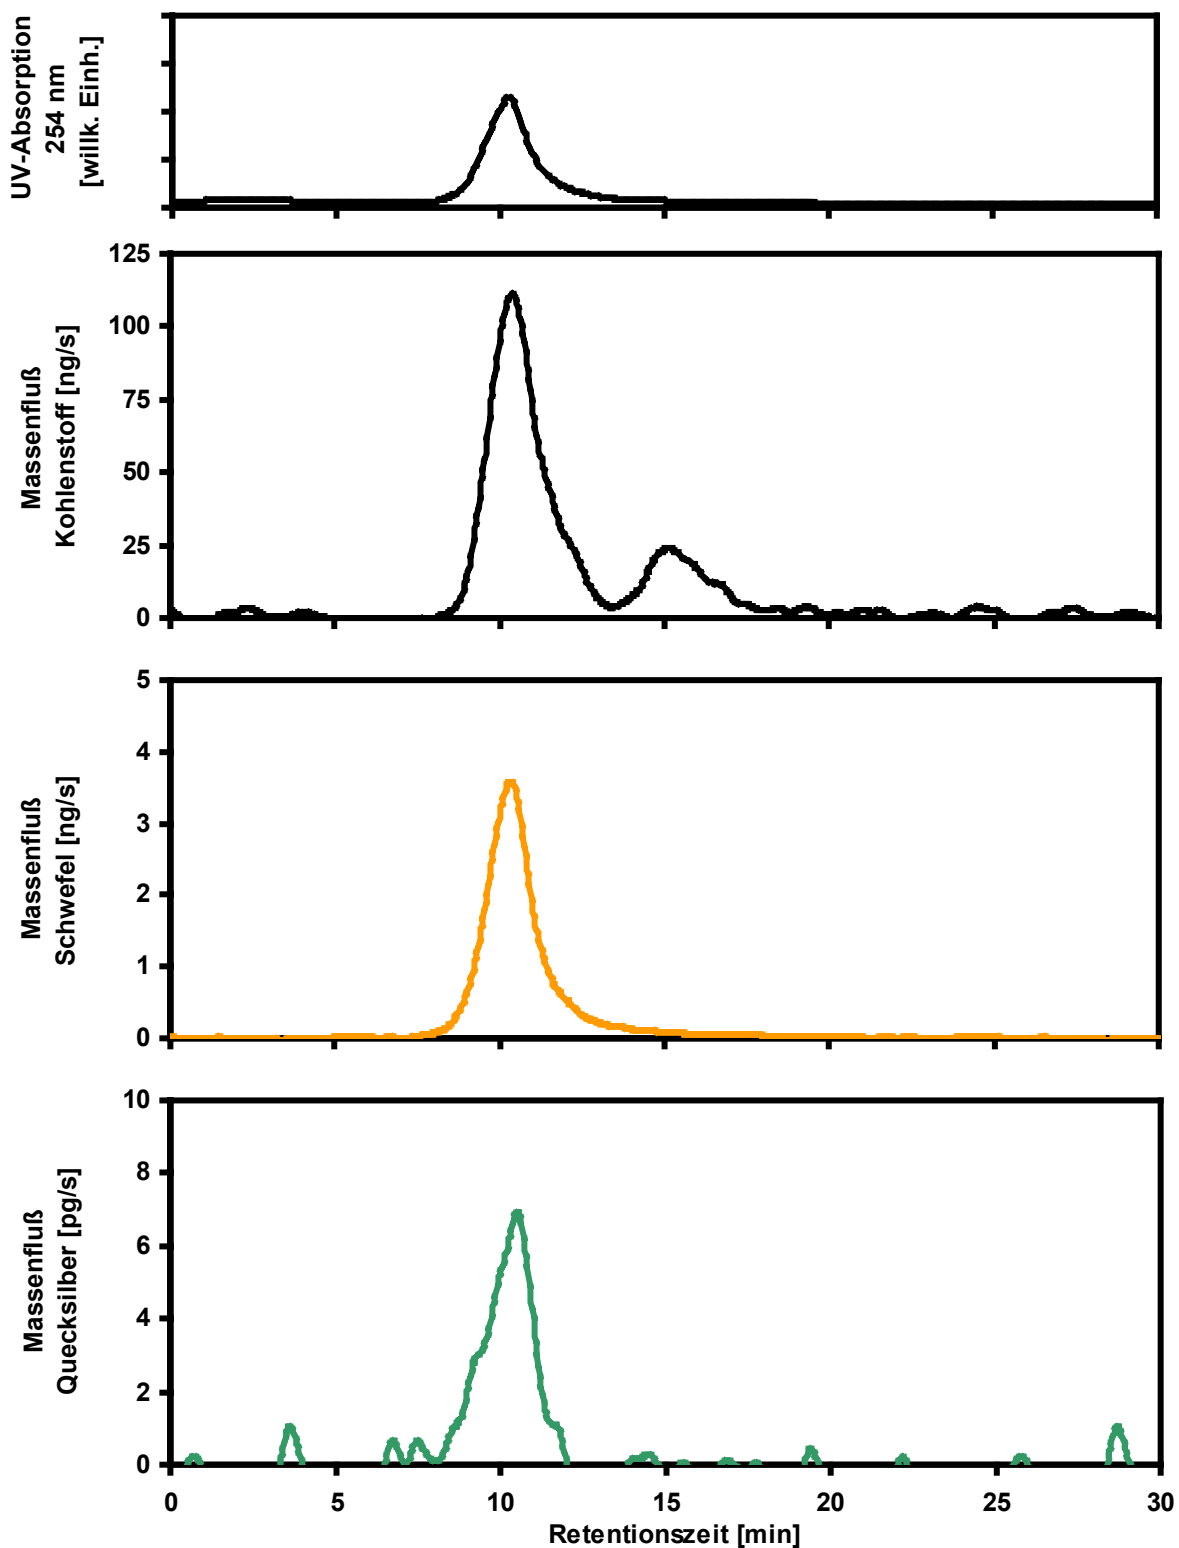 UV-Absorption
254 nm
[willk. Einh.]
Massenfluß
Kohlenstoff [ng/s]
125
100
75
50
25
0
Massenfluß
Schwefel [ng/s]
5
4
3
2
1
0
Massenfluß
Quecksilber [pg/s]
10
8
6
4
2
0
0 5 10 15 20 25 30
Retentionszeit [min]